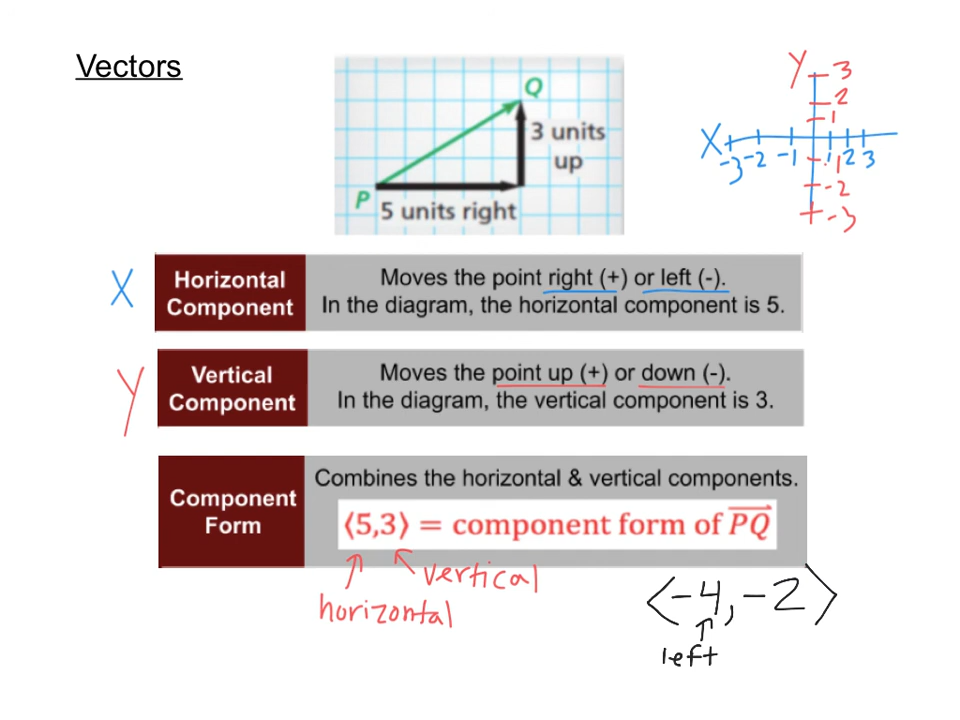 Vectors
Q
3 units
up
P
5 units right
Y
3
2
1
X
-3 -2 -1 1 2 3
-1
-2
-3
X
Horizontal
Component
Moves the point right (+) or left (-).
In the diagram, the horizontal component is 5.
Y
Vertical
Component
Moves the point up (+) or down (-).
In the diagram, the vertical component is 3.
Component
Form
Combines the horizontal & vertical components.
⟨5,3⟩ = component form of PQ
vertical
horizontal
⟨-4,-2⟩
left